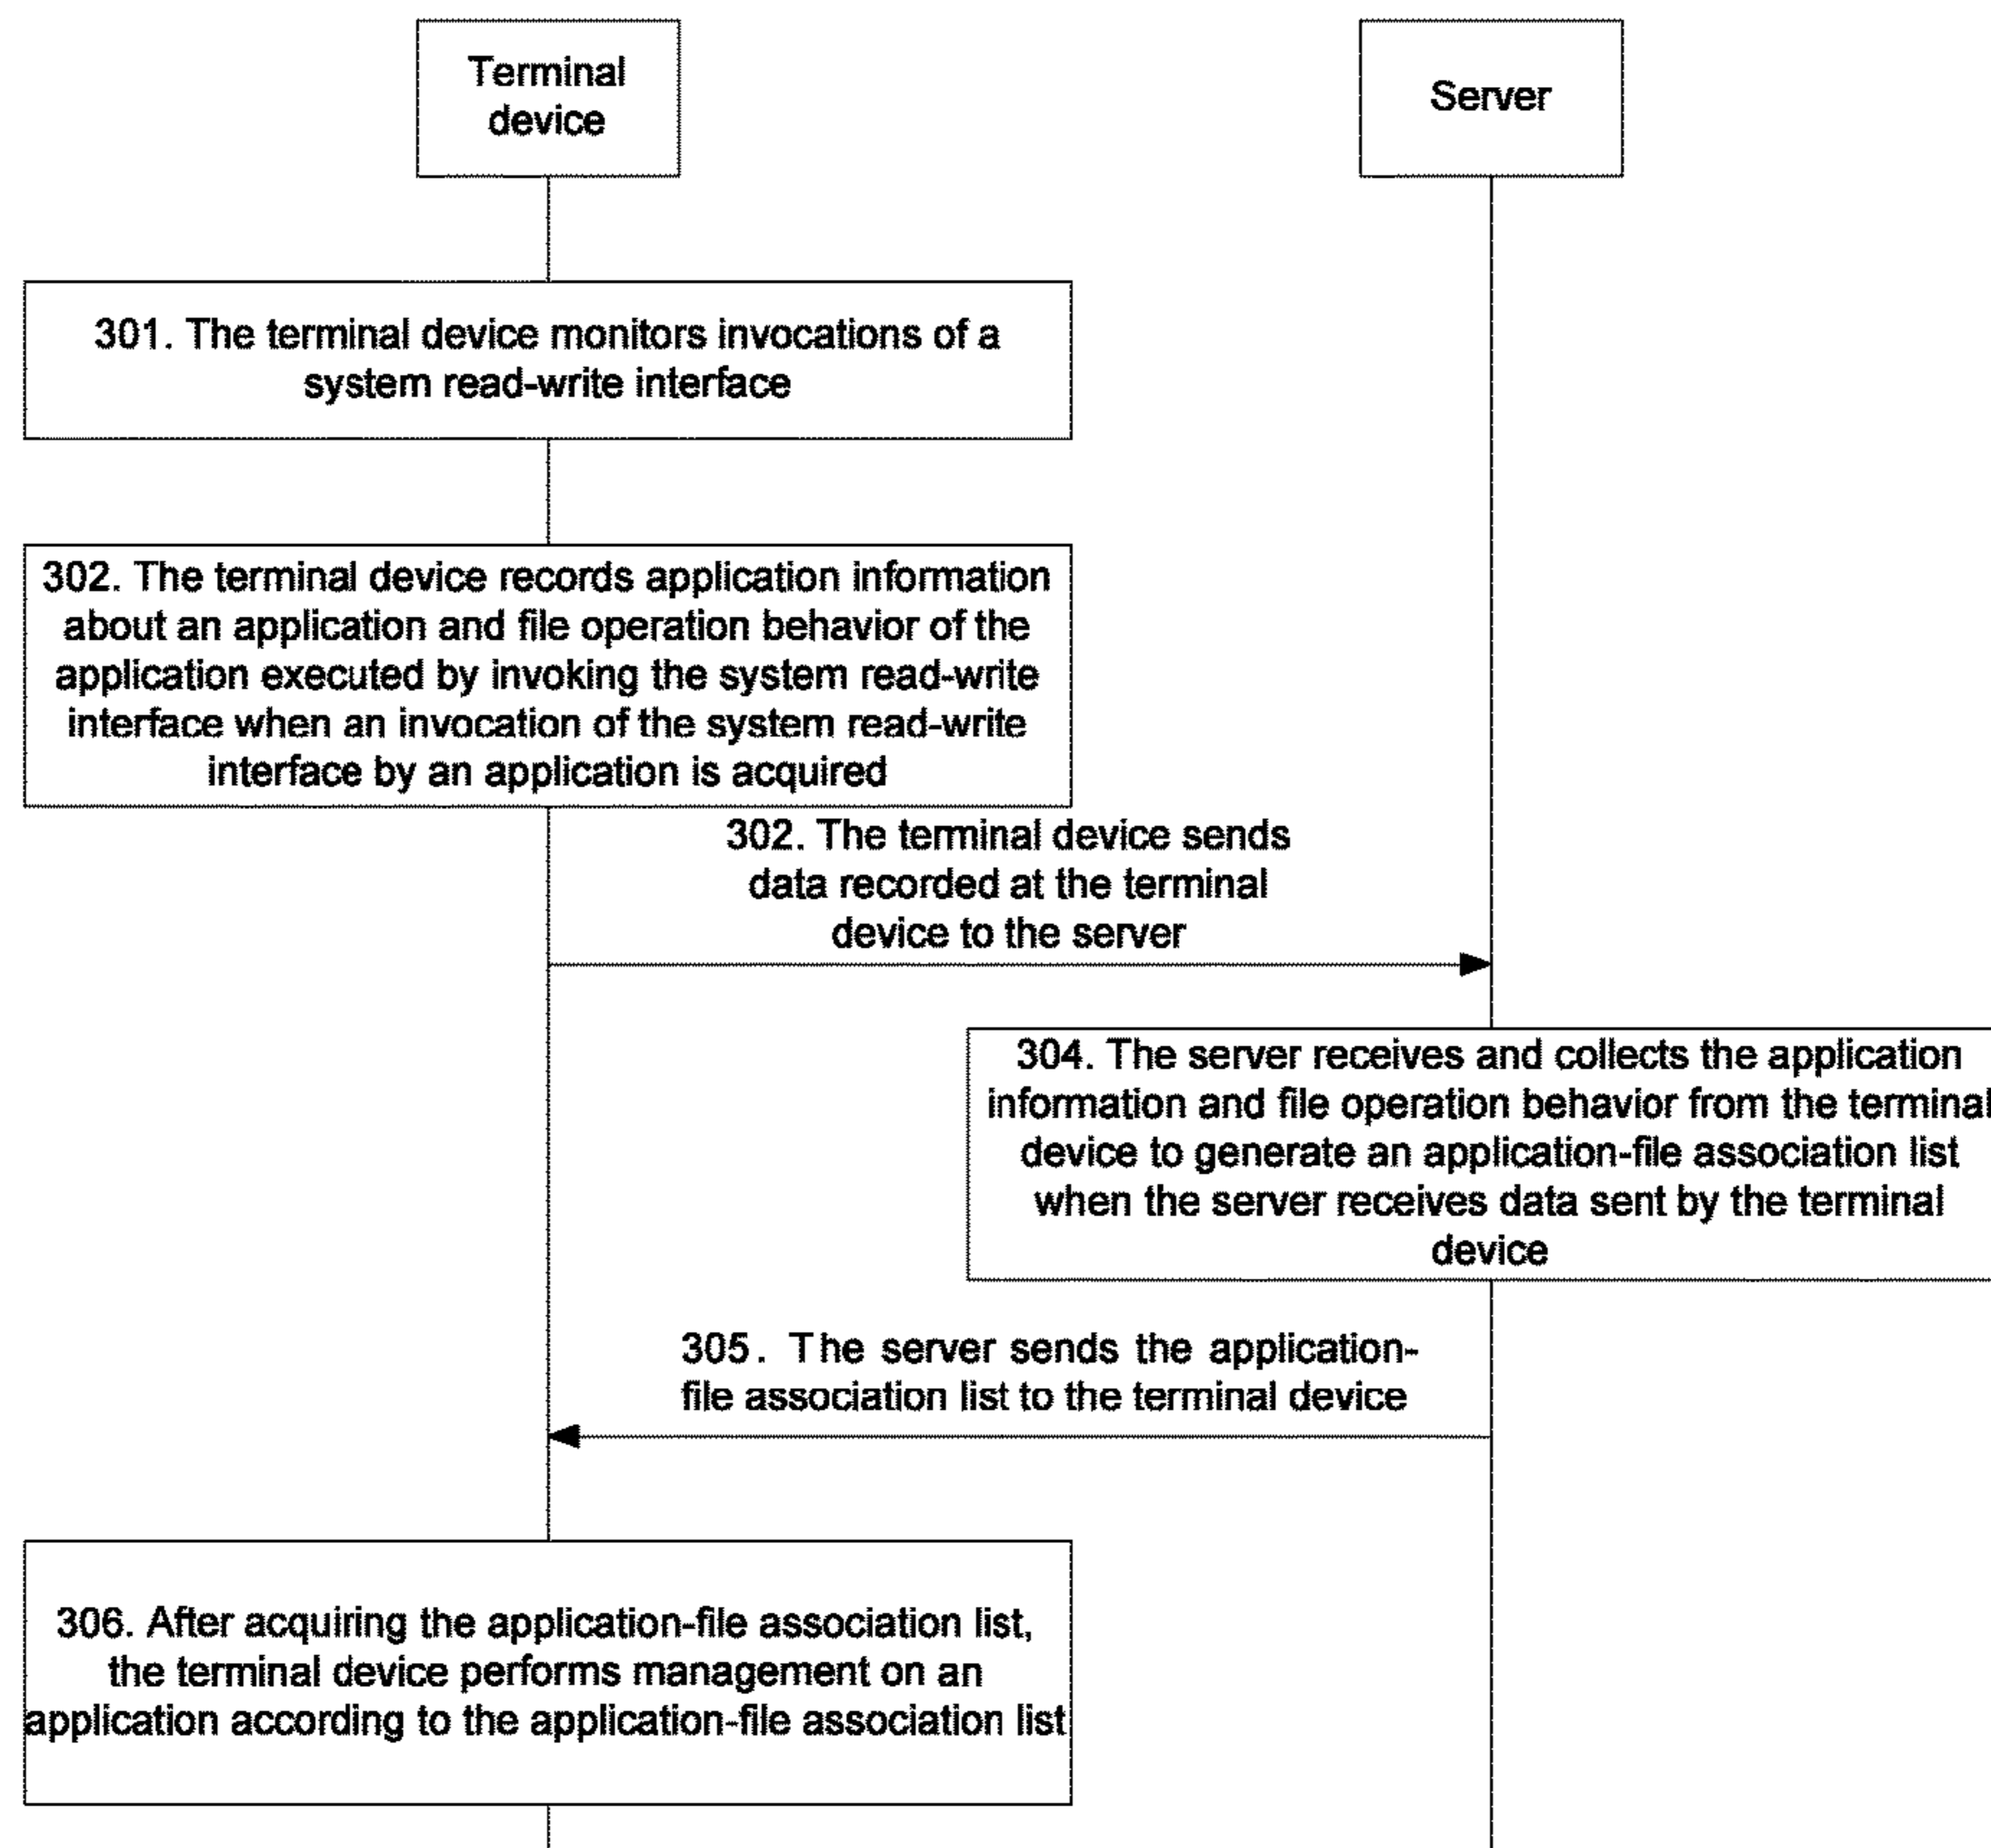 Terminal
device
Server
301. The terminal device monitors invocations of a
system read-write interface
302. The terminal device records application information
about an application and file operation behavior of the
application executed by invoking the system read-write
interface when an invocation of the system read-write
interface by an application is acquired
302. The terminal device sends
data recorded at the terminal
device to the server
304. The server receives and collects the application
information and file operation behavior from the terminal
device to generate an application-file association list
when the server receives data sent by the terminal
device
305. The server sends the application-
file association list to the terminal device
306. After acquiring the application-file association list,
the terminal device performs management on an
application according to the application-file association list